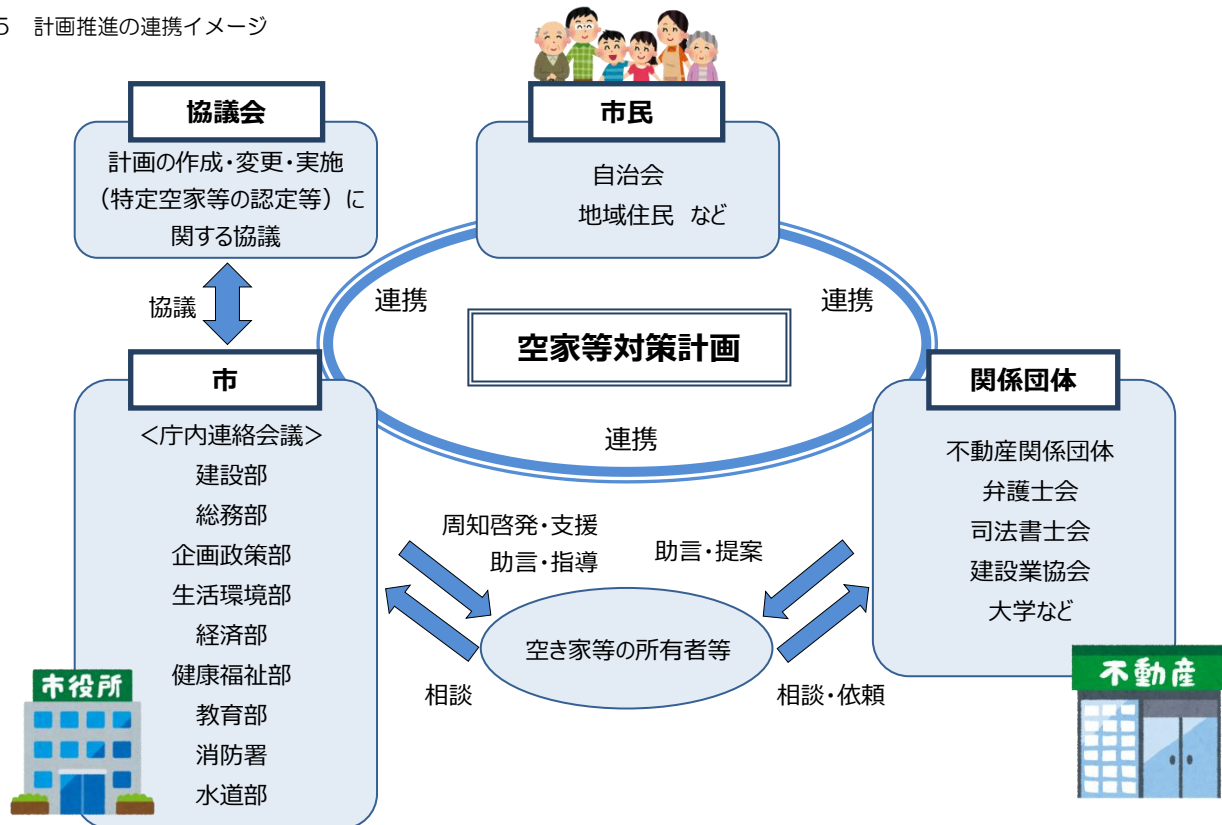 5 計画推進の連携イメージ
協議会
計画の作成・変更・実施
（特定空家等の認定等）に
関する協議
市民
自治会
地域住民 など
協議
連携
連携
空家等対策計画
連携
市
<庁内連絡会議>
建設部
総務部
企画政策部
生活環境部
経済部
健康福祉部
教育部
消防署
水道部
市役所
関係団体
不動産関係団体
弁護士会
司法書士会
建設業協会
大学など
不動産
周知啓発・支援
助言・指導
助言・提案
空き家等の所有者等
相談
相談・依頼